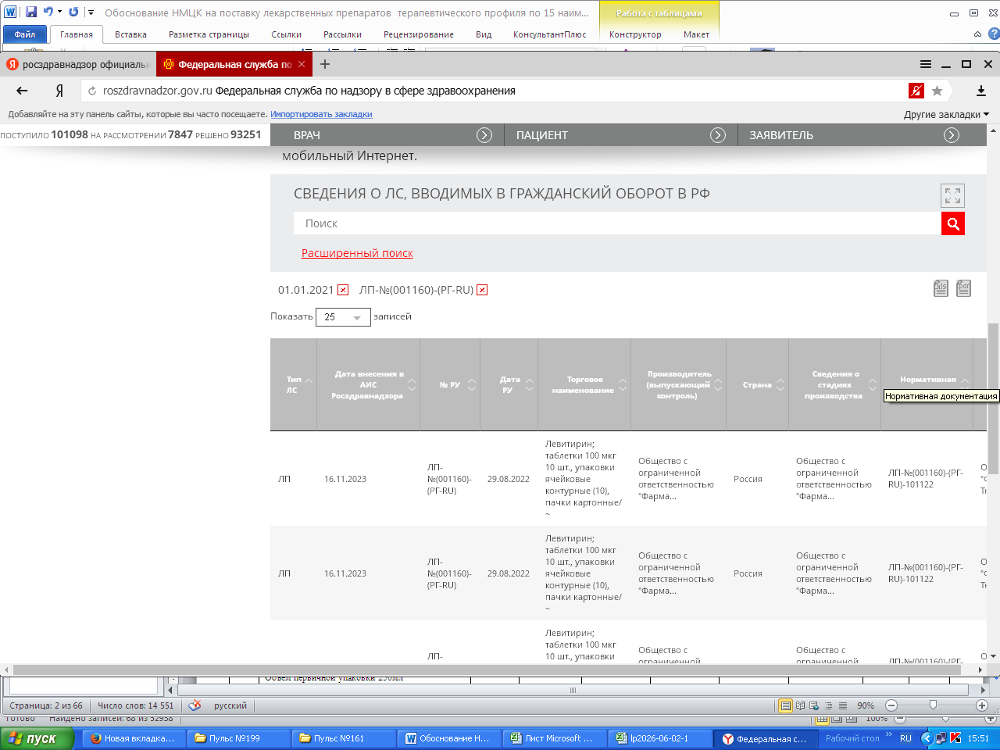 Обоснование НМЦК на поставку лекарственных препаратов терапевтического профиля по 15 наим...
Работа с таблицами
Файл Главная Вставка Разметка страницы Ссылки Рассылки Рецензирование Вид КонсультантПлюс Конструктор Макет
росздравнадзор официальн
Федеральная служба по
roszdravnadzor.gov.ru Федеральная служба по надзору в сфере здравоохранения
Добавляйте на эту панель сайты, которые вы часто посещаете. Импортировать закладки
Другие закладки
ПОСТУПИЛО 101098 НА РАССМОТРЕНИИ 7847 РЕШЕНО 93251
ВРАЧ
ПАЦИЕНТ
ЗАЯВИТЕЛЬ
мобильный Интернет.
СВЕДЕНИЯ О ЛС, ВВОДИМЫХ В ГРАЖДАНСКИЙ ОБОРОТ В РФ
Поиск
Расширенный поиск
01.01.2021 ЛП-№(001160)-(РГ-RU)
xls pdf
Показать 25 записей
Тип
ЛС
Дата внесения в
АИС
Росздравнадзора
№ РУ
Дата
РУ
Торговое
наименование
Производитель
(выпускающий
контроль)
Страна
Сведения о
стадиях
производства
Нормативная
Нормативная документация
ЛП
16.11.2023
ЛП-
№(001160)-
(РГ-RU)
29.08.2022
Левитирин;
таблетки 100 мкг
10 шт., упаковки
ячейковые
контурные (10),
пачки картонные/
~
Общество с
ограниченной
ответственностью
"Фарма...
Россия
Общество с
ограниченной
ответственностью
"Фарма...
ЛП-№(001160)-(РГ-
RU)-101122
ЛП
16.11.2023
ЛП-
№(001160)-
(РГ-RU)
29.08.2022
Левитирин;
таблетки 100 мкг
10 шт., упаковки
ячейковые
контурные (10),
пачки картонные/
~
Общество с
ограниченной
ответственностью
"Фарма...
Россия
Общество с
ограниченной
ответственностью
"Фарма...
ЛП-№(001160)-(РГ-
RU)-101122
ЛП-
Левитирин;
таблетки 100 мкг
10 шт., упаковки
Общество с
ограниченной
Общество с
ограниченной
ЛП-№(001160)-(РГ-
Объем первичной упаковки 250мл
Страница: 2 из 66 Число слов: 14 551 русский 90%
Готово Найдено записей: 68 из 52938 100%
пуск
Новая вкладка...
Пульс №199
Пульс №161
Обоснование Н...
Лист Microsoft ...
lp2026-06-02-1
Федеральная с...
Рабочий стол
RU
15:51